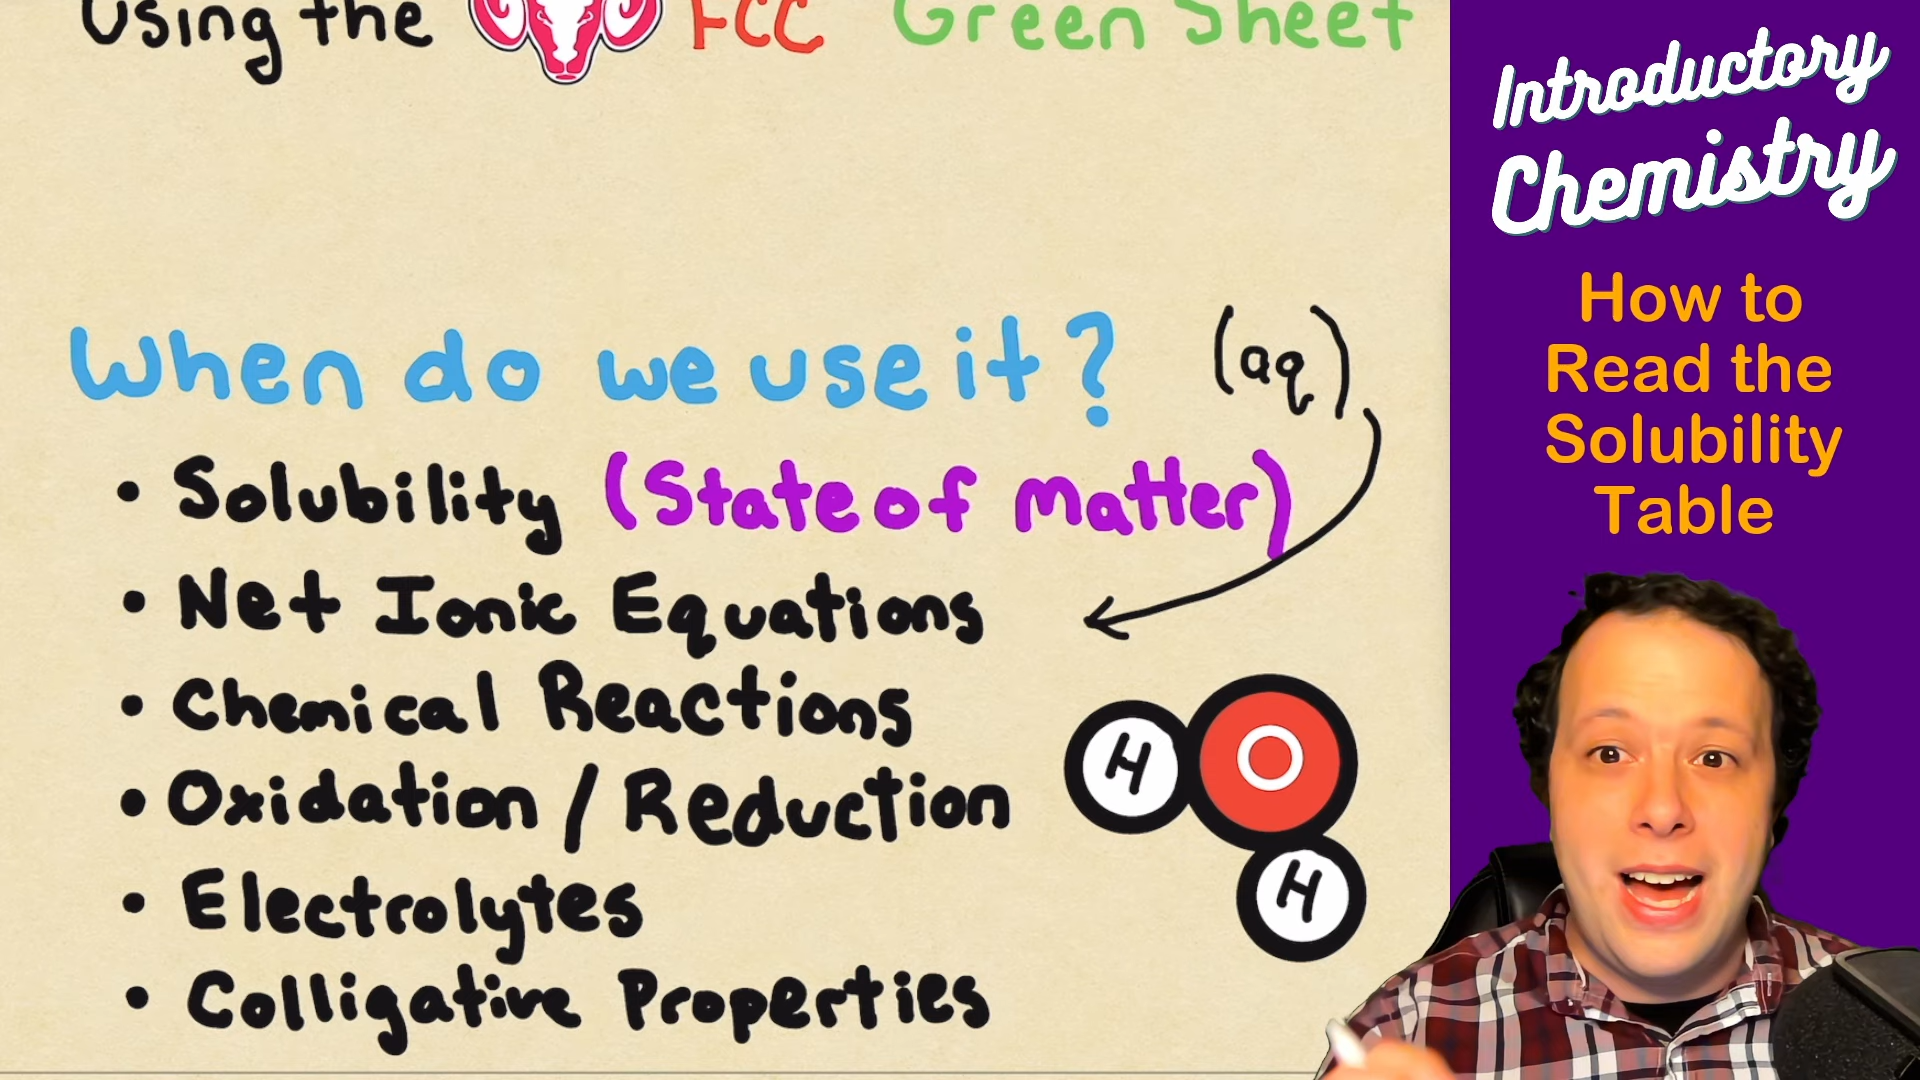 Using the FCC Green Sheet
When do we use it? (aq)
• Solubility (State of matter)
• Net Ionic Equations
• Chemical Reactions
• Oxidation / Reduction
• Electrolytes
• Colligative Properties
H O
H
Introductory
Chemistry
How to
Read the
Solubility
Table